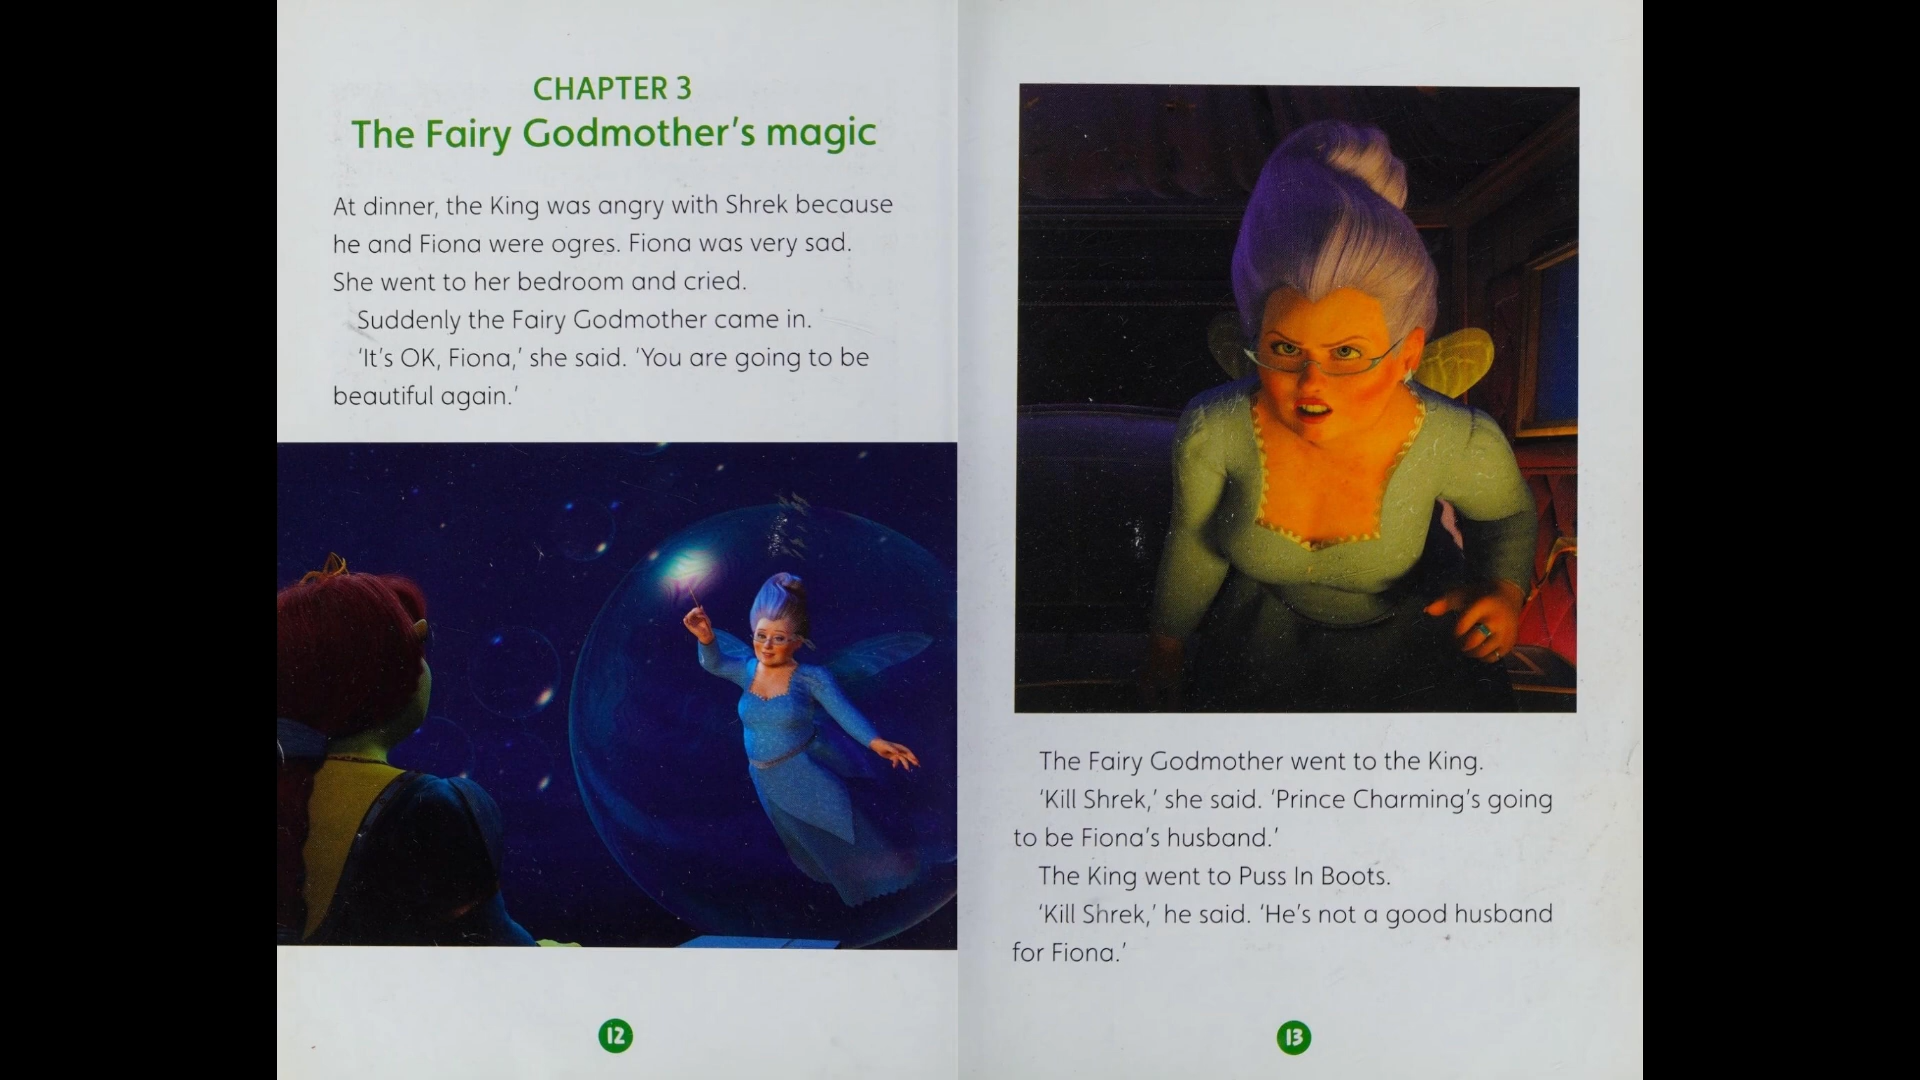 CHAPTER 3
The Fairy Godmother's magic
At dinner, the King was angry with Shrek because
he and Fiona were ogres. Fiona was very sad.
She went to her bedroom and cried.
Suddenly the Fairy Godmother came in.
'It's OK, Fiona,' she said. 'You are going to be
beautiful again.'
12
The Fairy Godmother went to the King.
'Kill Shrek,' she said. 'Prince Charming's going
to be Fiona's husband.'
The King went to Puss In Boots.
'Kill Shrek,' he said. 'He's not a good husband
for Fiona.'
13